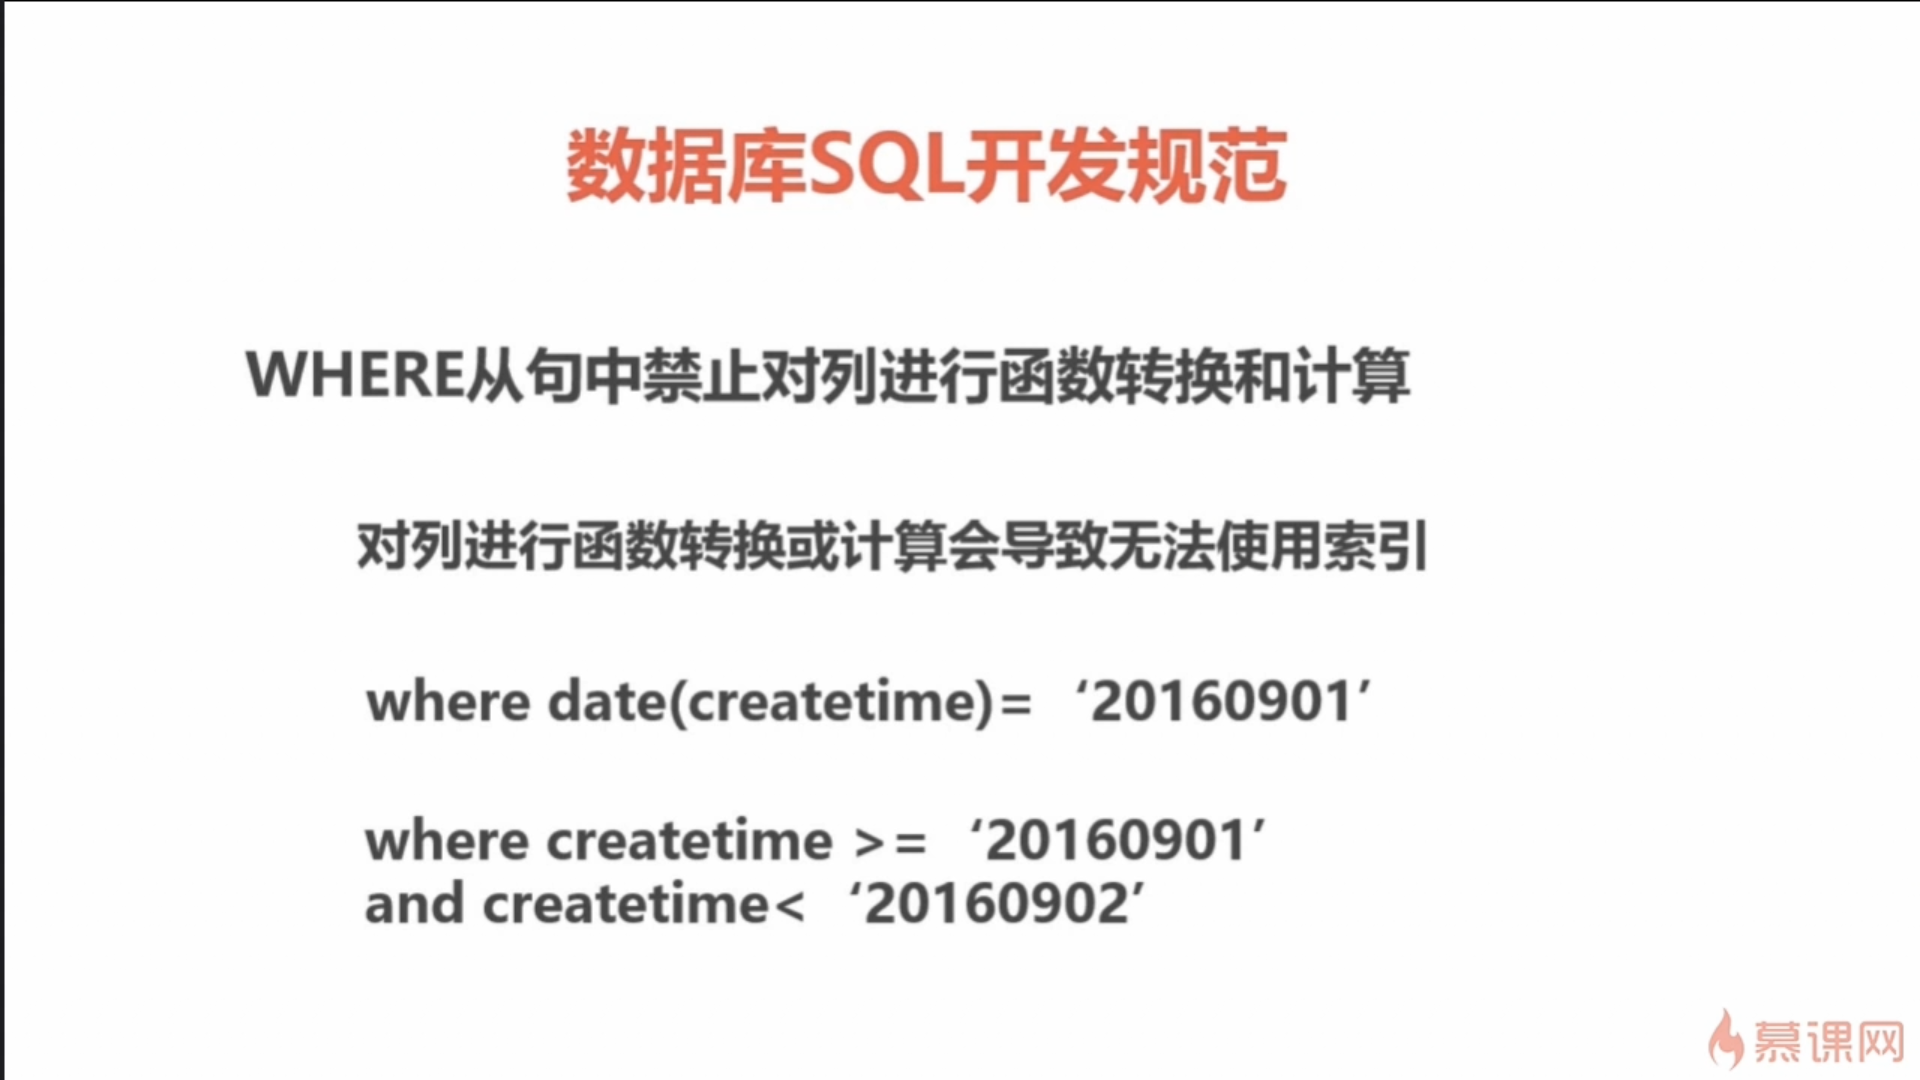 数据库SQL开发规范
WHERE从句中禁止对列进行函数转换和计算
对列进行函数转换或计算会导致无法使用索引
where date(createtime)= ‘20160901’
where createtime >= ‘20160901’
and createtime< ‘20160902’
慕课网